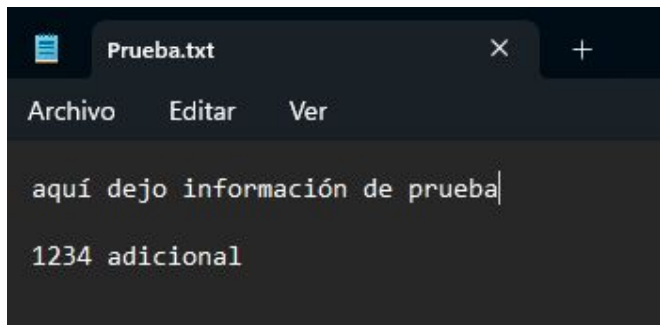 Prueba.txt
Archivo Editar Ver
aquí dejo información de prueba
1234 adicional